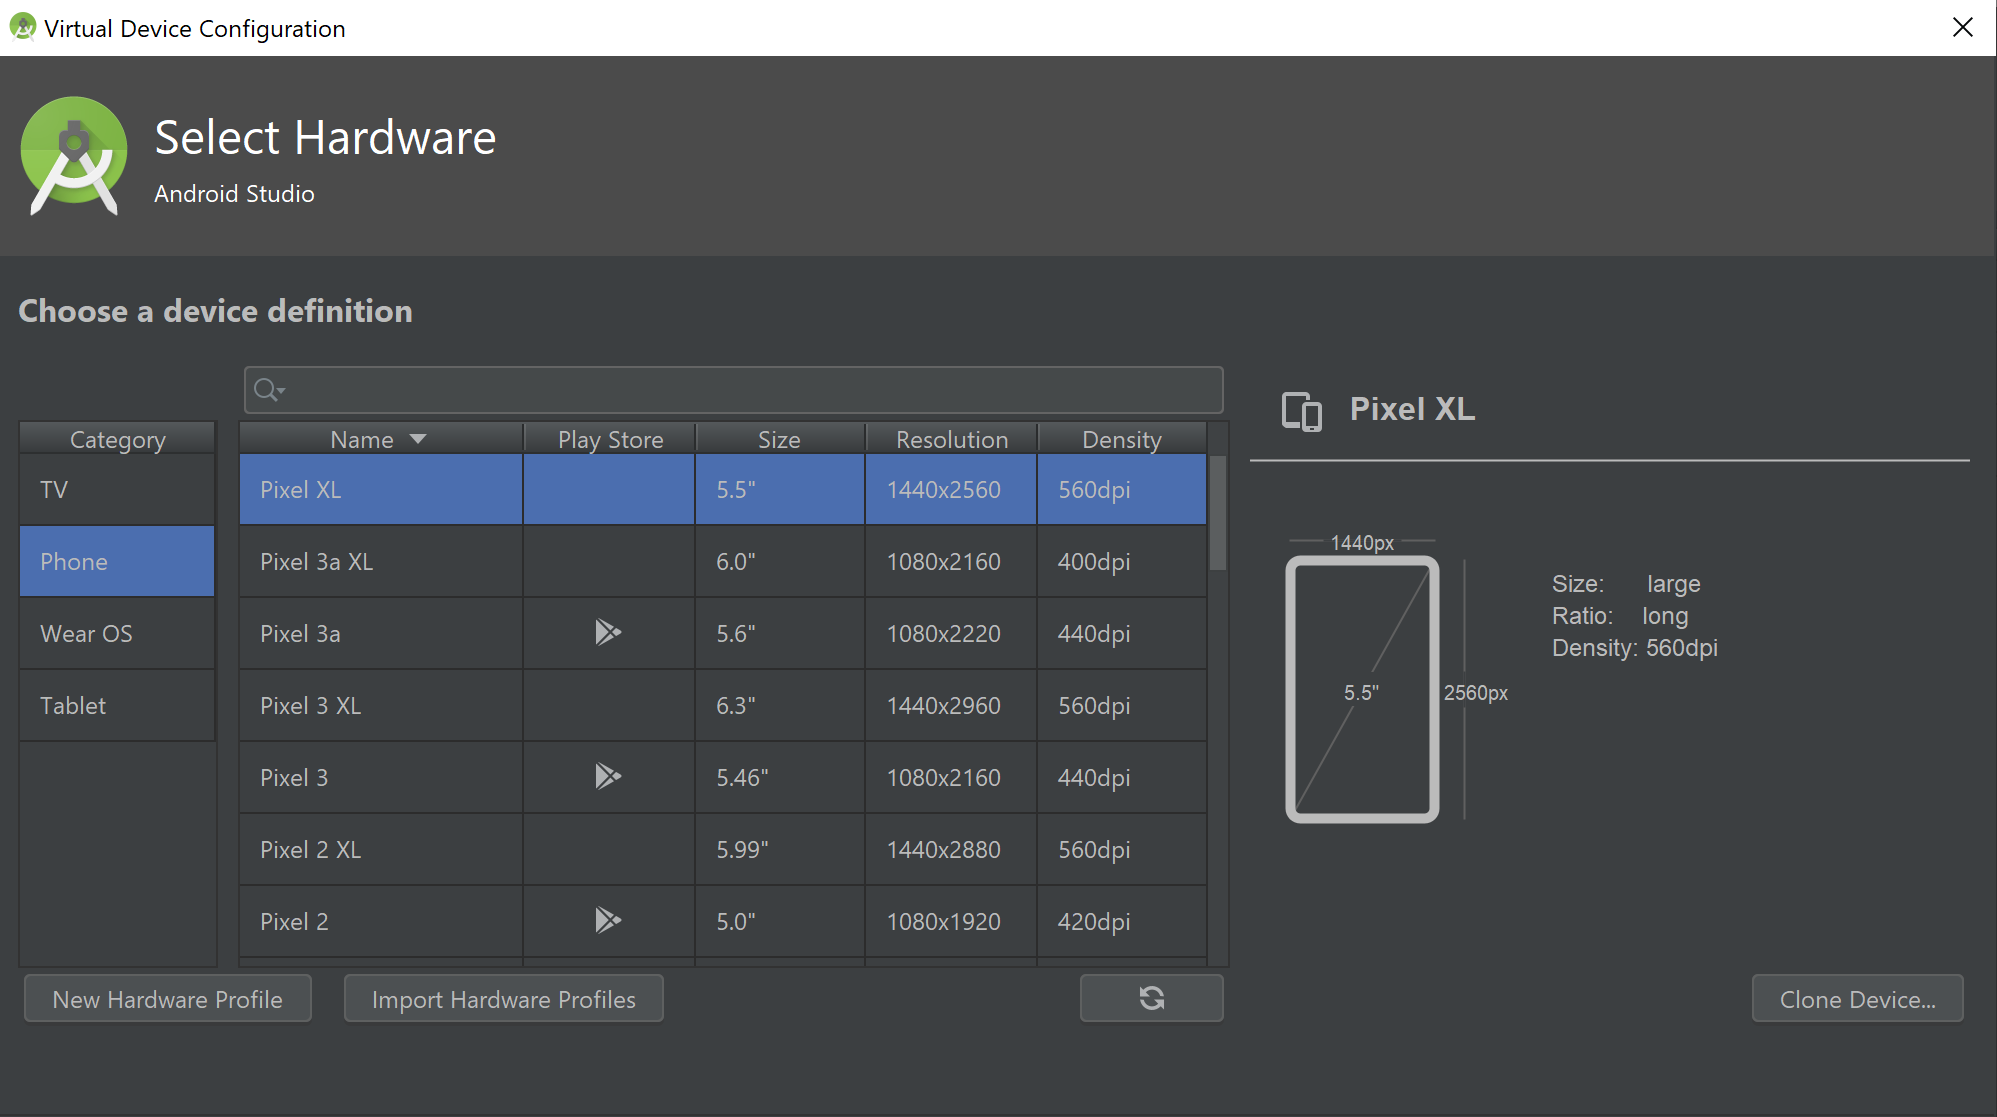 Virtual Device Configuration
Select Hardware
Android Studio
Choose a device definition
Category
TV
Phone
Wear OS
Tablet
Name Play Store Size Resolution Density
Pixel XL 5.5" 1440x2560 560dpi
Pixel 3a XL 6.0" 1080x2160 400dpi
Pixel 3a 5.6" 1080x2220 440dpi
Pixel 3 XL 6.3" 1440x2960 560dpi
Pixel 3 5.46" 1080x2160 440dpi
Pixel 2 XL 5.99" 1440x2880 560dpi
Pixel 2 5.0" 1080x1920 420dpi
Pixel XL
1440px
5.5"
2560px
Size: large
Ratio: long
Density: 560dpi
New Hardware Profile
Import Hardware Profiles
Clone Device...